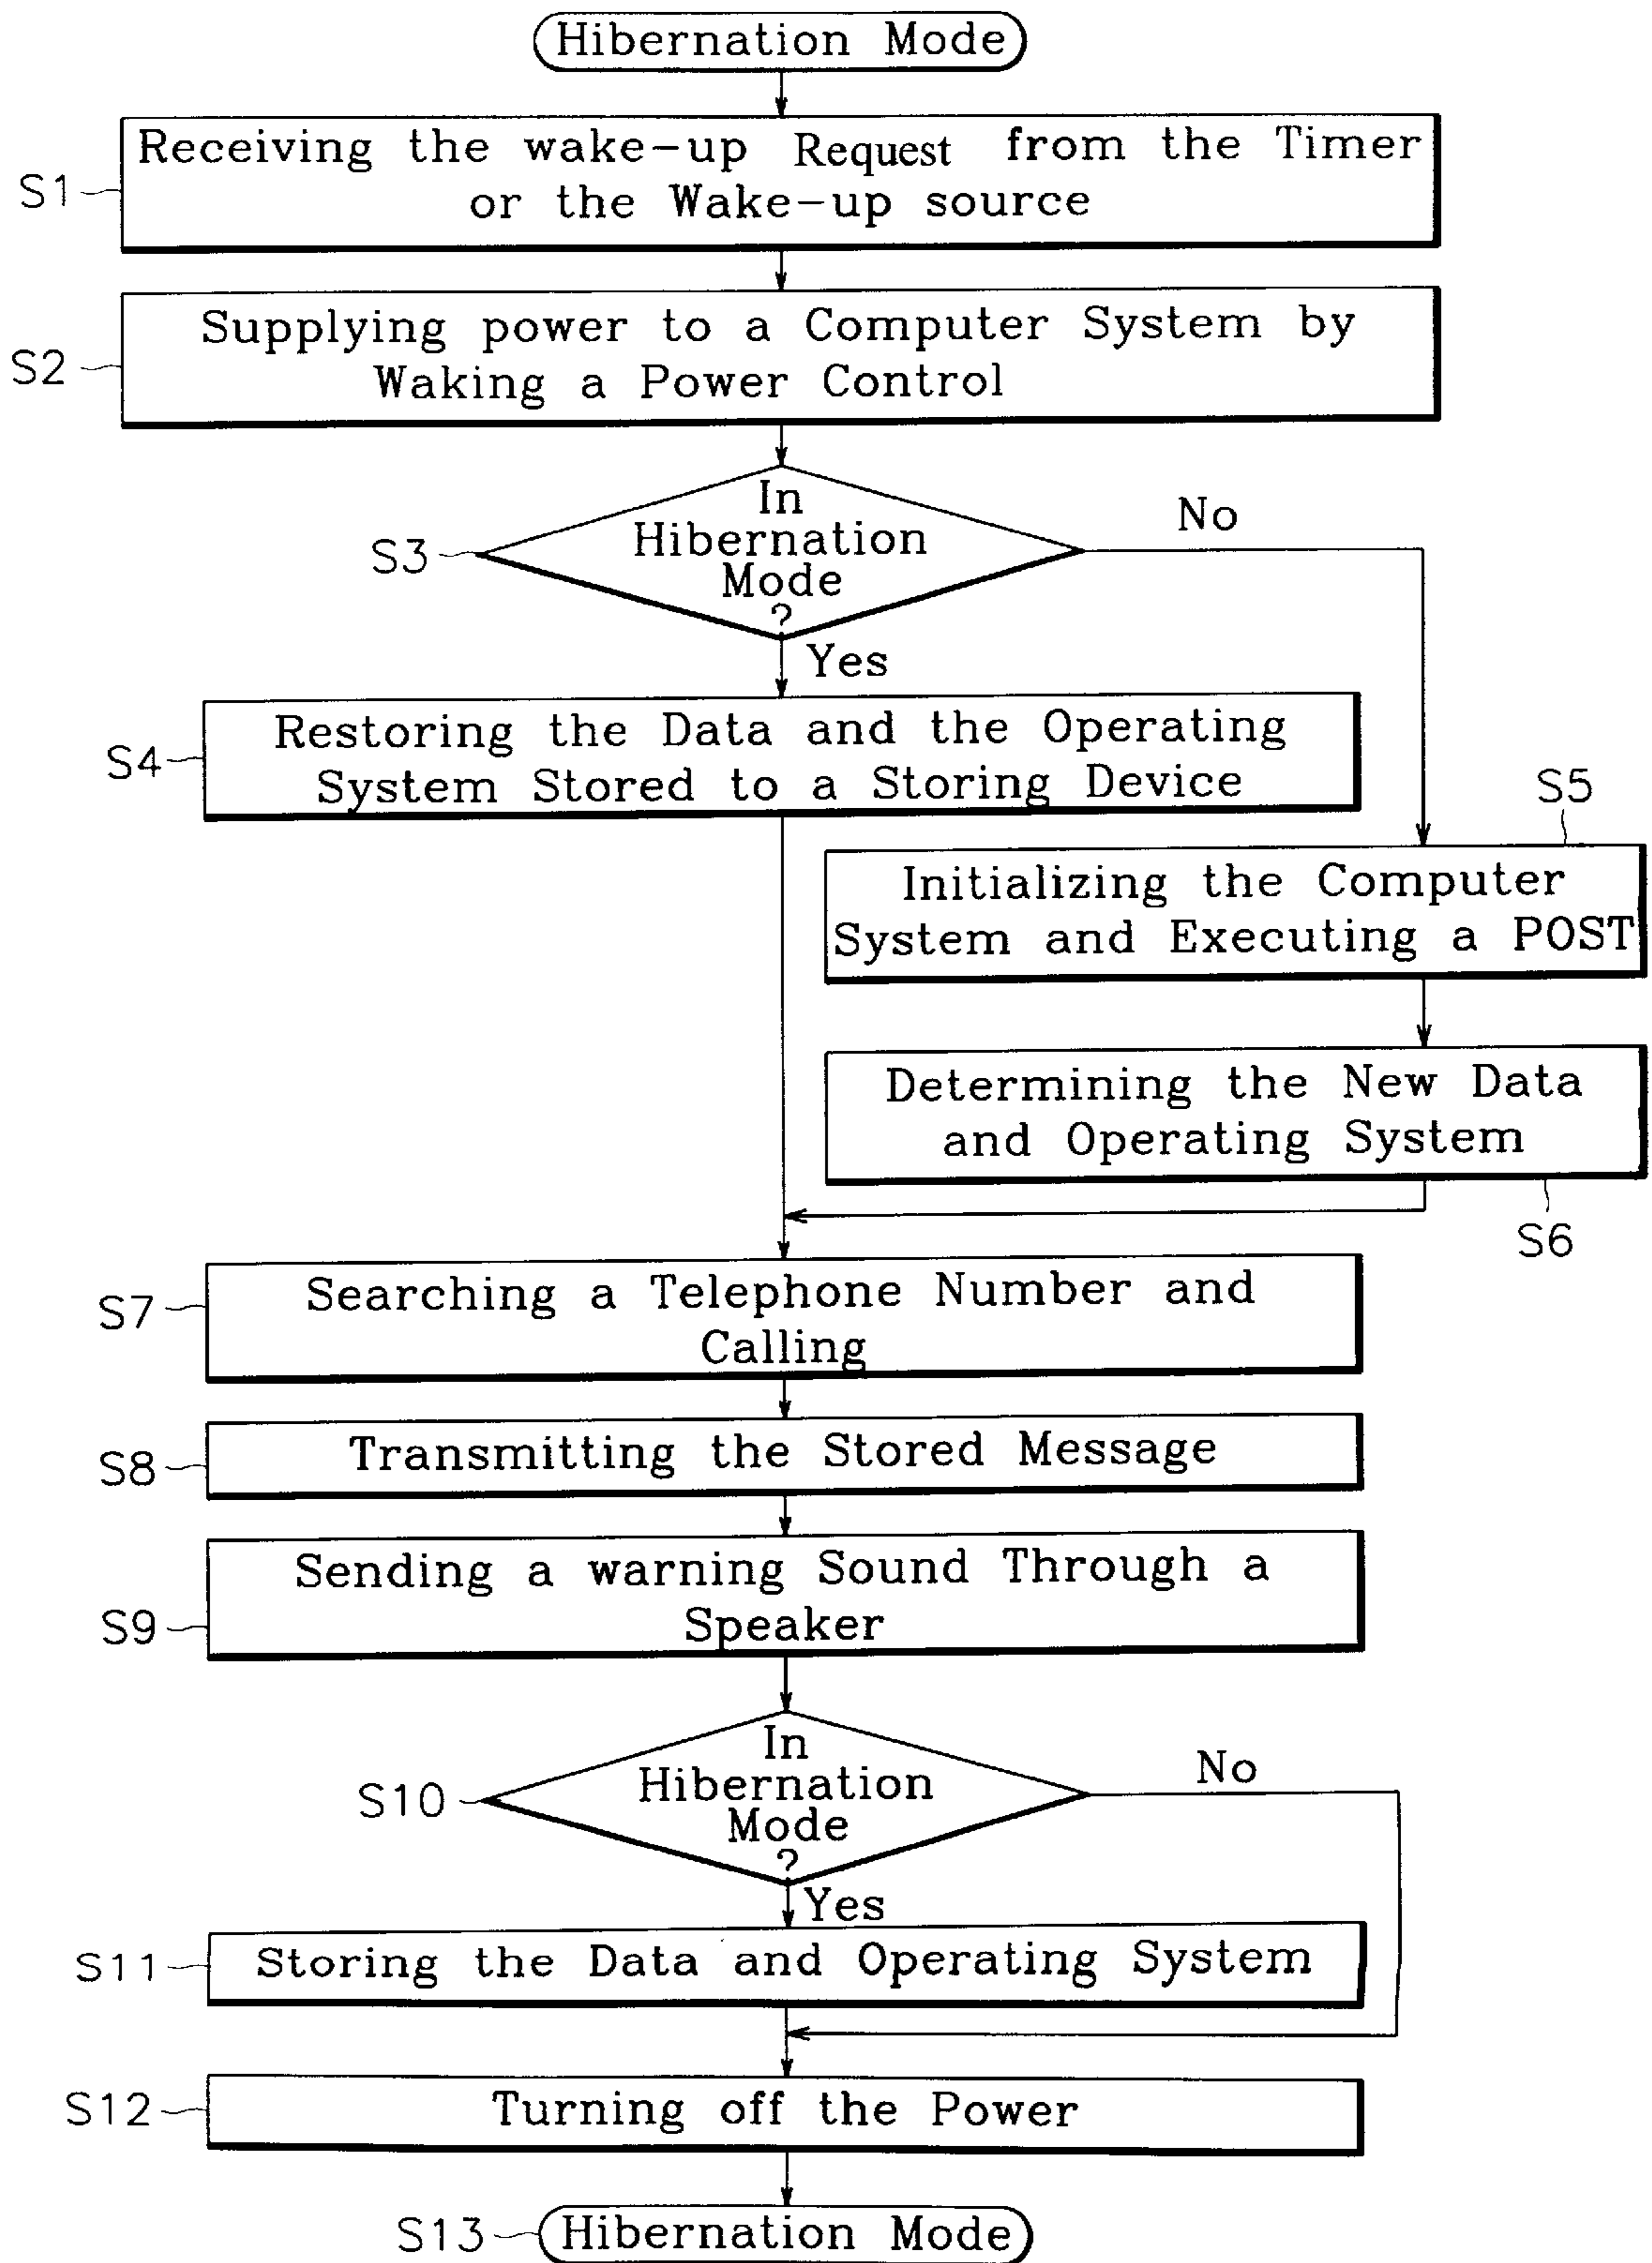 Hibernation Mode
S1
Receiving the wake-up Request from the Timer
or the Wake-up source
S2
Supplying power to a Computer System by
Waking a Power Control
S3
In
Hibernation
Mode
?
No
Yes
S4
Restoring the Data and the Operating
System Stored to a Storing Device
S5
Initializing the Computer
System and Executing a POST
Determining the New Data
and Operating System
S6
S7
Searching a Telephone Number and
Calling
S8
Transmitting the Stored Message
S9
Sending a warning Sound Through a
Speaker
S10
In
Hibernation
Mode
?
No
Yes
S11
Storing the Data and Operating System
S12
Turning off the Power
S13
Hibernation Mode